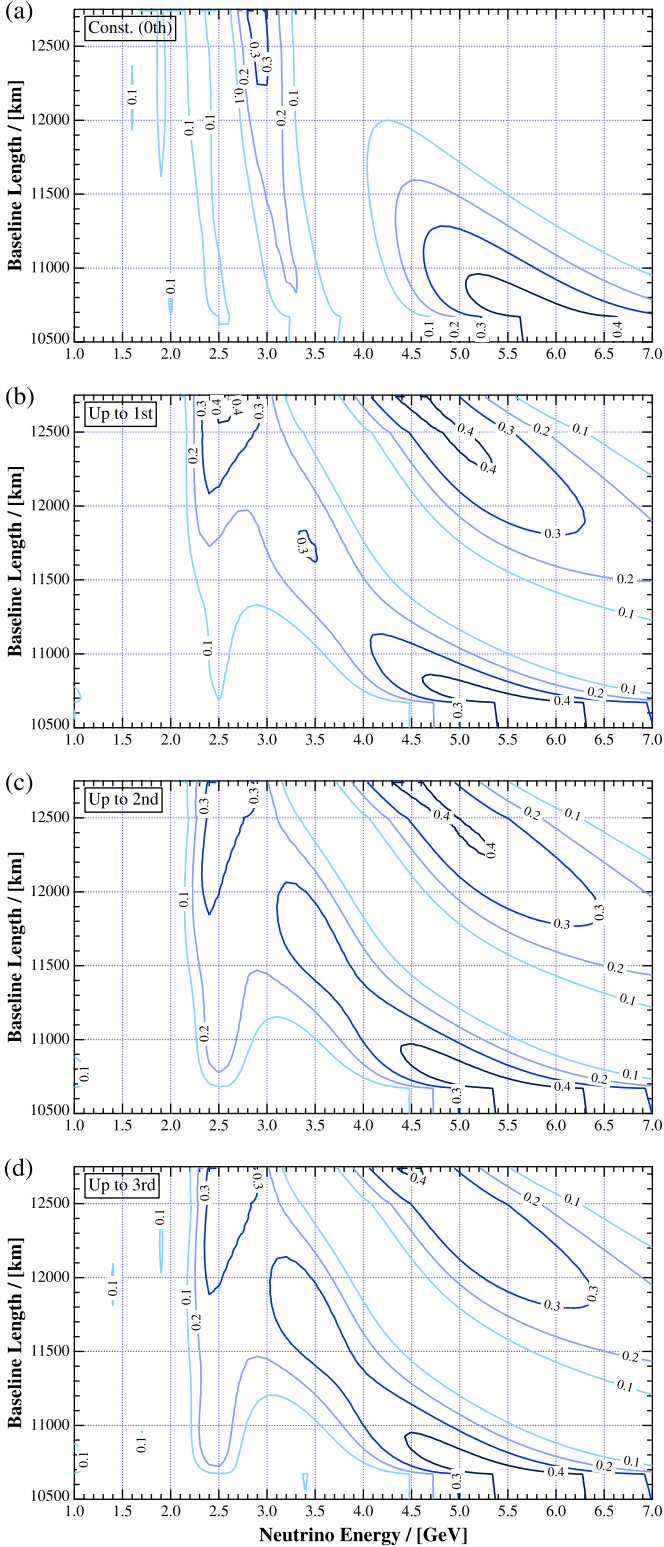 (a)
Const. (0th)
Baseline Length / [km]
12500
12000
11500
11000
10500
0.1 0.1 0.1 0.1 0.1 0.2 0.3 0.3 0.2 0.1
0.1
0.1 0.2 0.3 0.4
1.0 1.5 2.0 2.5 3.0 3.5 4.0 4.5 5.0 5.5 6.0 6.5 7.0
(b)
Up to 1st
Baseline Length / [km]
12500
12000
11500
11000
10500
0.3 0.4 0.4 0.3 0.4 0.3 0.2 0.1
0.2 0.4
0.3 0.3
0.2
0.1 0.1
0.1
0.3 0.4 0.2
1.0 1.5 2.0 2.5 3.0 3.5 4.0 4.5 5.0 5.5 6.0 6.5 7.0
(c)
Up to 2nd
Baseline Length / [km]
12500
12000
11500
11000
10500
0.3 0.3 0.4 0.3 0.2 0.1
0.4
0.1 0.3 0.3
0.2
0.1
0.2
0.1 0.3 0.4 0.2 0.1
1.0 1.5 2.0 2.5 3.0 3.5 4.0 4.5 5.0 5.5 6.0 6.5 7.0
(d)
Up to 3rd
Baseline Length / [km]
12500
12000
11500
11000
10500
0.3 0.3 0.4 0.2 0.1
0.1
0.1 0.1 0.3 0.3
0.2 0.2
0.1
0.1 0.1 0.3 0.4 0.2 0.1
1.0 1.5 2.0 2.5 3.0 3.5 4.0 4.5 5.0 5.5 6.0 6.5 7.0
Neutrino Energy / [GeV]